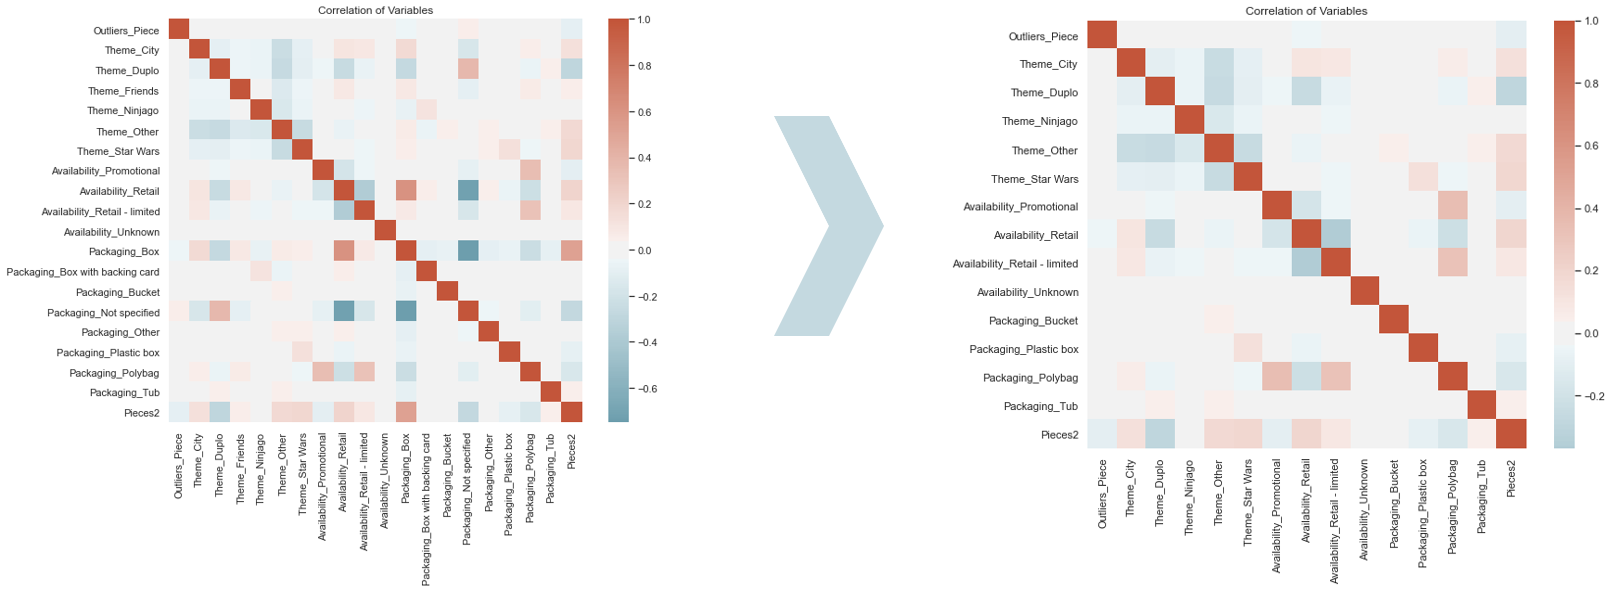 Correlation of Variables
Outliers_Piece
Theme_City
Theme_Duplo
Theme_Friends
Theme_Ninjago
Theme_Other
Theme_Star Wars
Availability_Promotional
Availability_Retail
Availability_Retail - limited
Availability_Unknown
Packaging_Box
Packaging_Box with backing card
Packaging_Bucket
Packaging_Not specified
Packaging_Other
Packaging_Plastic box
Packaging_Polybag
Packaging_Tub
Pieces2
Outliers_Piece
Theme_City
Theme_Duplo
Theme_Friends
Theme_Ninjago
Theme_Other
Theme_Star Wars
Availability_Promotional
Availability_Retail
Availability_Retail - limited
Availability_Unknown
Packaging_Box
Packaging_Box with backing card
Packaging_Bucket
Packaging_Not specified
Packaging_Other
Packaging_Plastic box
Packaging_Polybag
Packaging_Tub
Pieces2
1.0
0.8
0.6
0.4
0.2
0.0
−0.2
−0.4
−0.6
Correlation of Variables
Outliers_Piece
Theme_City
Theme_Duplo
Theme_Ninjago
Theme_Other
Theme_Star Wars
Availability_Promotional
Availability_Retail
Availability_Retail - limited
Availability_Unknown
Packaging_Bucket
Packaging_Plastic box
Packaging_Polybag
Packaging_Tub
Pieces2
Outliers_Piece
Theme_City
Theme_Duplo
Theme_Ninjago
Theme_Other
Theme_Star Wars
Availability_Promotional
Availability_Retail
Availability_Retail - limited
Availability_Unknown
Packaging_Bucket
Packaging_Plastic box
Packaging_Polybag
Packaging_Tub
Pieces2
1.0
0.8
0.6
0.4
0.2
0.0
−0.2